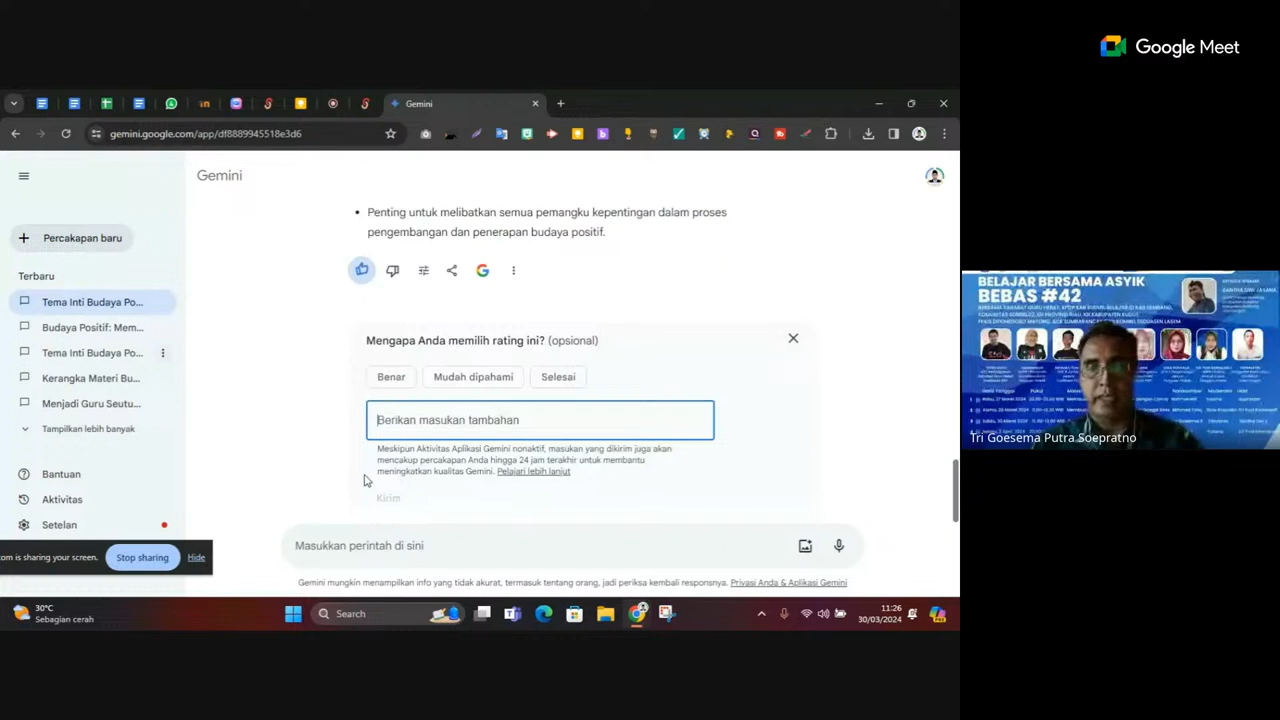 Google Meet
Gemini
gemini.google.com/app/df8889945518e3d6
Gemini
Percakapan baru
Terbaru
Tema Inti Budaya Po...
Budaya Positif: Mem...
Tema Inti Budaya Po...
Kerangka Materi Bu...
Menjadi Guru Seutu...
Tampilkan lebih banyak
Bantuan
Aktivitas
Setelan
om is sharing your screen.
Stop sharing
Hide
Penting untuk melibatkan semua pemangku kepentingan dalam proses
pengembangan dan penerapan budaya positif.
Mengapa Anda memilih rating ini? (opsional)
Benar
Mudah dipahami
Selesai
Berikan masukan tambahan
Meskipun Aktivitas Aplikasi Gemini nonaktif, masukan yang dikirim juga akan
mencakup percakapan Anda hingga 24 jam terakhir untuk membantu
meningkatkan kualitas Gemini. Pelajari lebih lanjut
Kirim
Masukkan perintah di sini
Gemini mungkin menampilkan info yang tidak akurat, termasuk tentang orang, jadi periksa kembali responsnya. Privasi Anda & Aplikasi Gemini
30°C
Sebagian cerah
Search
11:26
30/03/2024
BELAJAR BERSAMA ASYIK
BEBAS #42
Tri Goesema Putra Soepratno